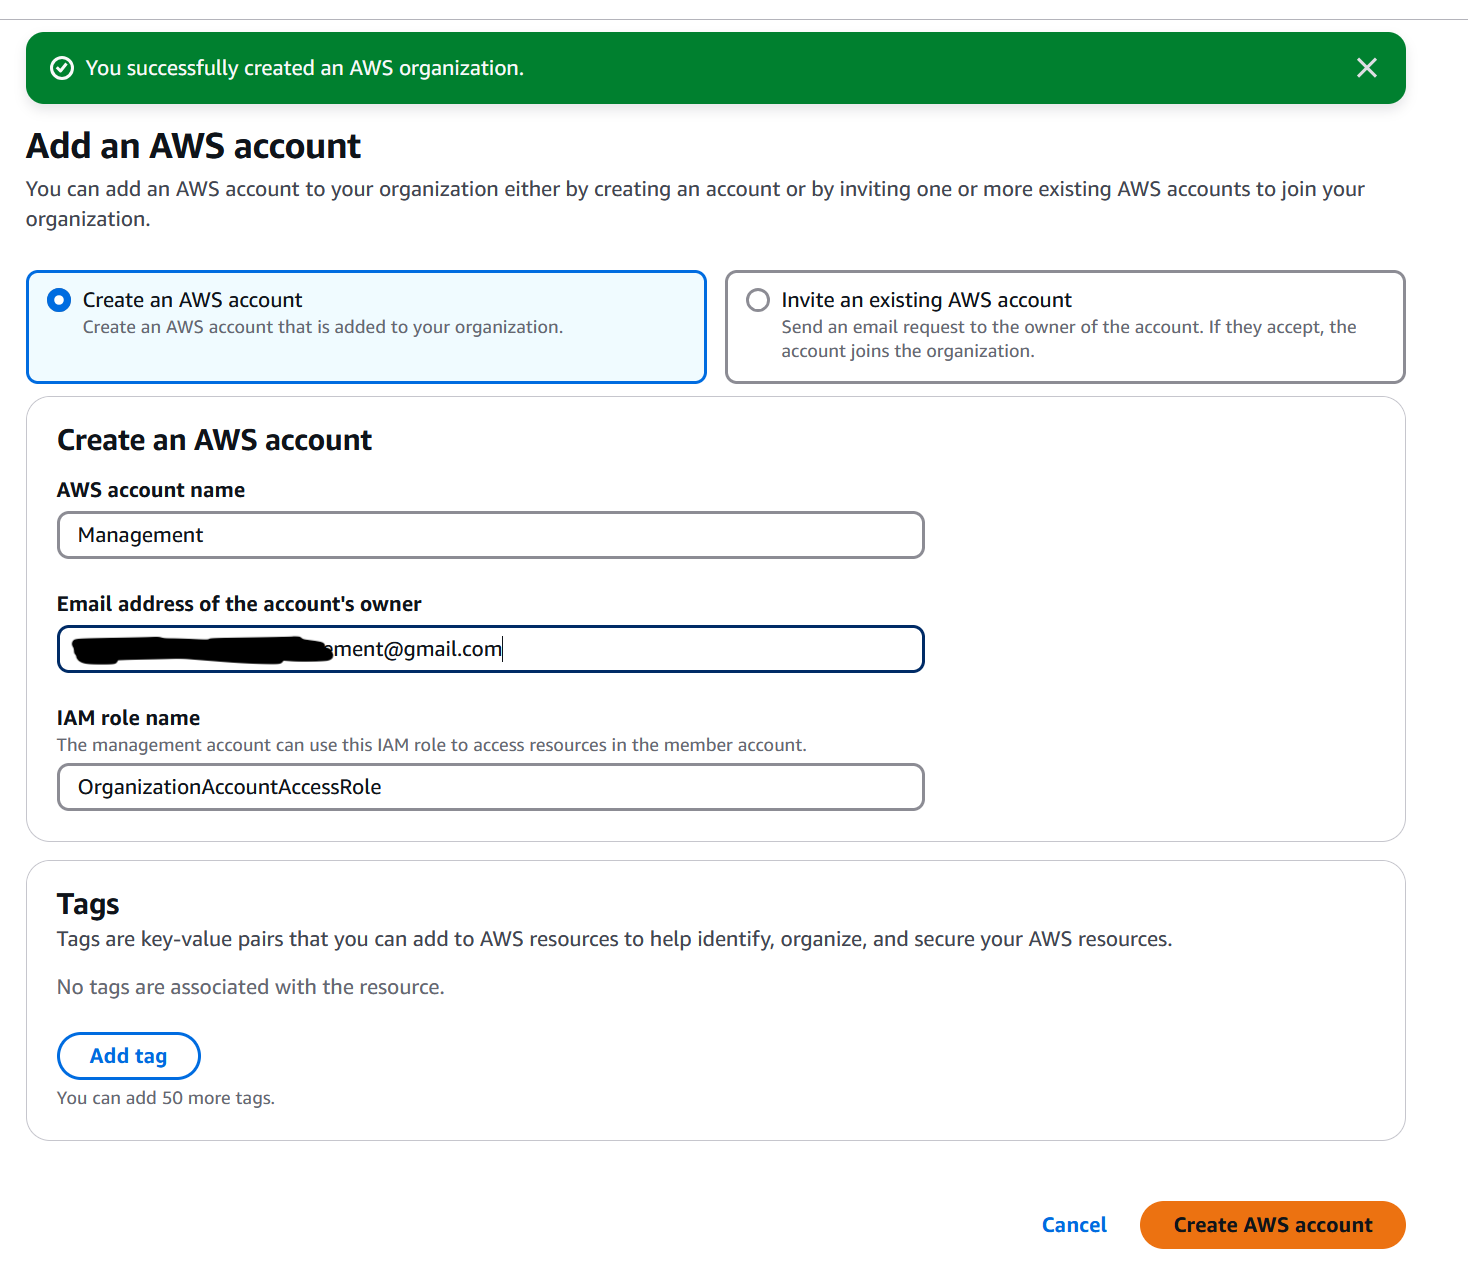 You successfully created an AWS organization.
Add an AWS account
You can add an AWS account to your organization either by creating an account or by inviting one or more existing AWS accounts to join your
organization.
Create an AWS account
Create an AWS account that is added to your organization.
Invite an existing AWS account
Send an email request to the owner of the account. If they accept, the
account joins the organization.
Create an AWS account
AWS account name
Management
Email address of the account's owner
ement@gmail.com
IAM role name
The management account can use this IAM role to access resources in the member account.
OrganizationAccountAccessRole
Tags
Tags are key-value pairs that you can add to AWS resources to help identify, organize, and secure your AWS resources.
No tags are associated with the resource.
Add tag
You can add 50 more tags.
Cancel
Create AWS account